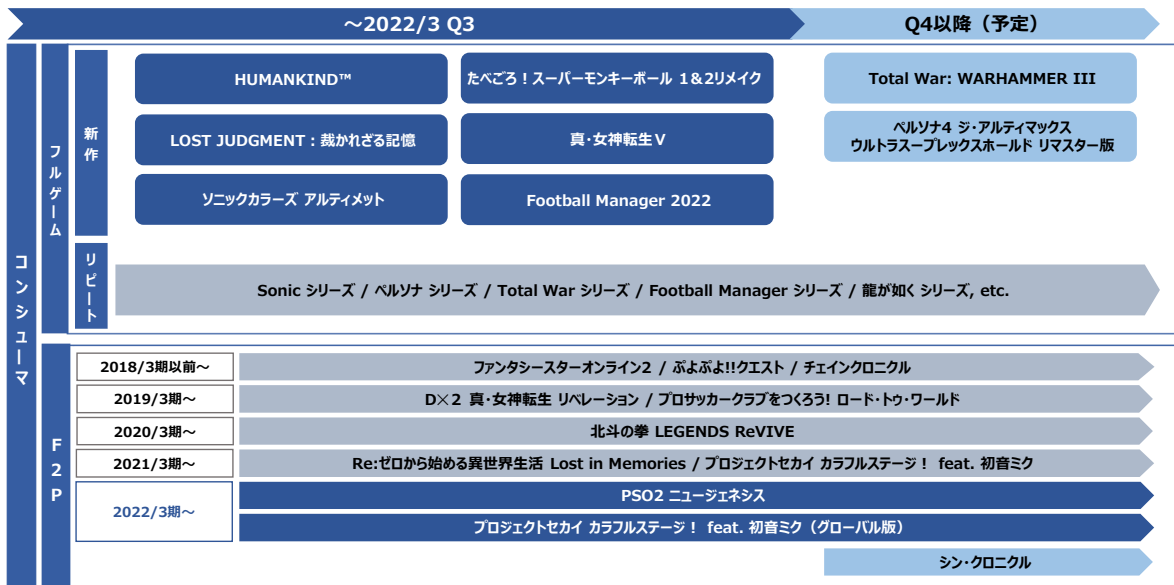 ～2022/3 Q3
Q4以降（予定）
コンシューマ
フルゲーム
新作
HUMANKIND™
たべごろ！スーパーモンキーボール 1＆2リメイク
Total War: WARHAMMER III
LOST JUDGMENT：裁かれざる記憶
真・女神転生Ⅴ
ペルソナ4 ジ・アルティマックス
ウルトラスープレックスホールド リマスター版
ソニックカラーズ アルティメット
Football Manager 2022
リピート
Sonic シリーズ / ペルソナ シリーズ / Total War シリーズ / Football Manager シリーズ / 龍が如く シリーズ, etc.
F2P
2018/3期以前～
ファンタシースターオンライン2 / ぷよぷよ!!クエスト / チェインクロニクル
2019/3期～
D×2 真・女神転生 リベレーション / プロサッカークラブをつくろう! ロード・トゥ・ワールド
2020/3期～
北斗の拳 LEGENDS ReVIVE
2021/3期～
Re:ゼロから始める異世界生活 Lost in Memories / プロジェクトセカイ カラフルステージ！ feat. 初音ミク
2022/3期～
PSO2 ニュージェネシス
プロジェクトセカイ カラフルステージ！ feat. 初音ミク（グローバル版）
シン・クロニクル